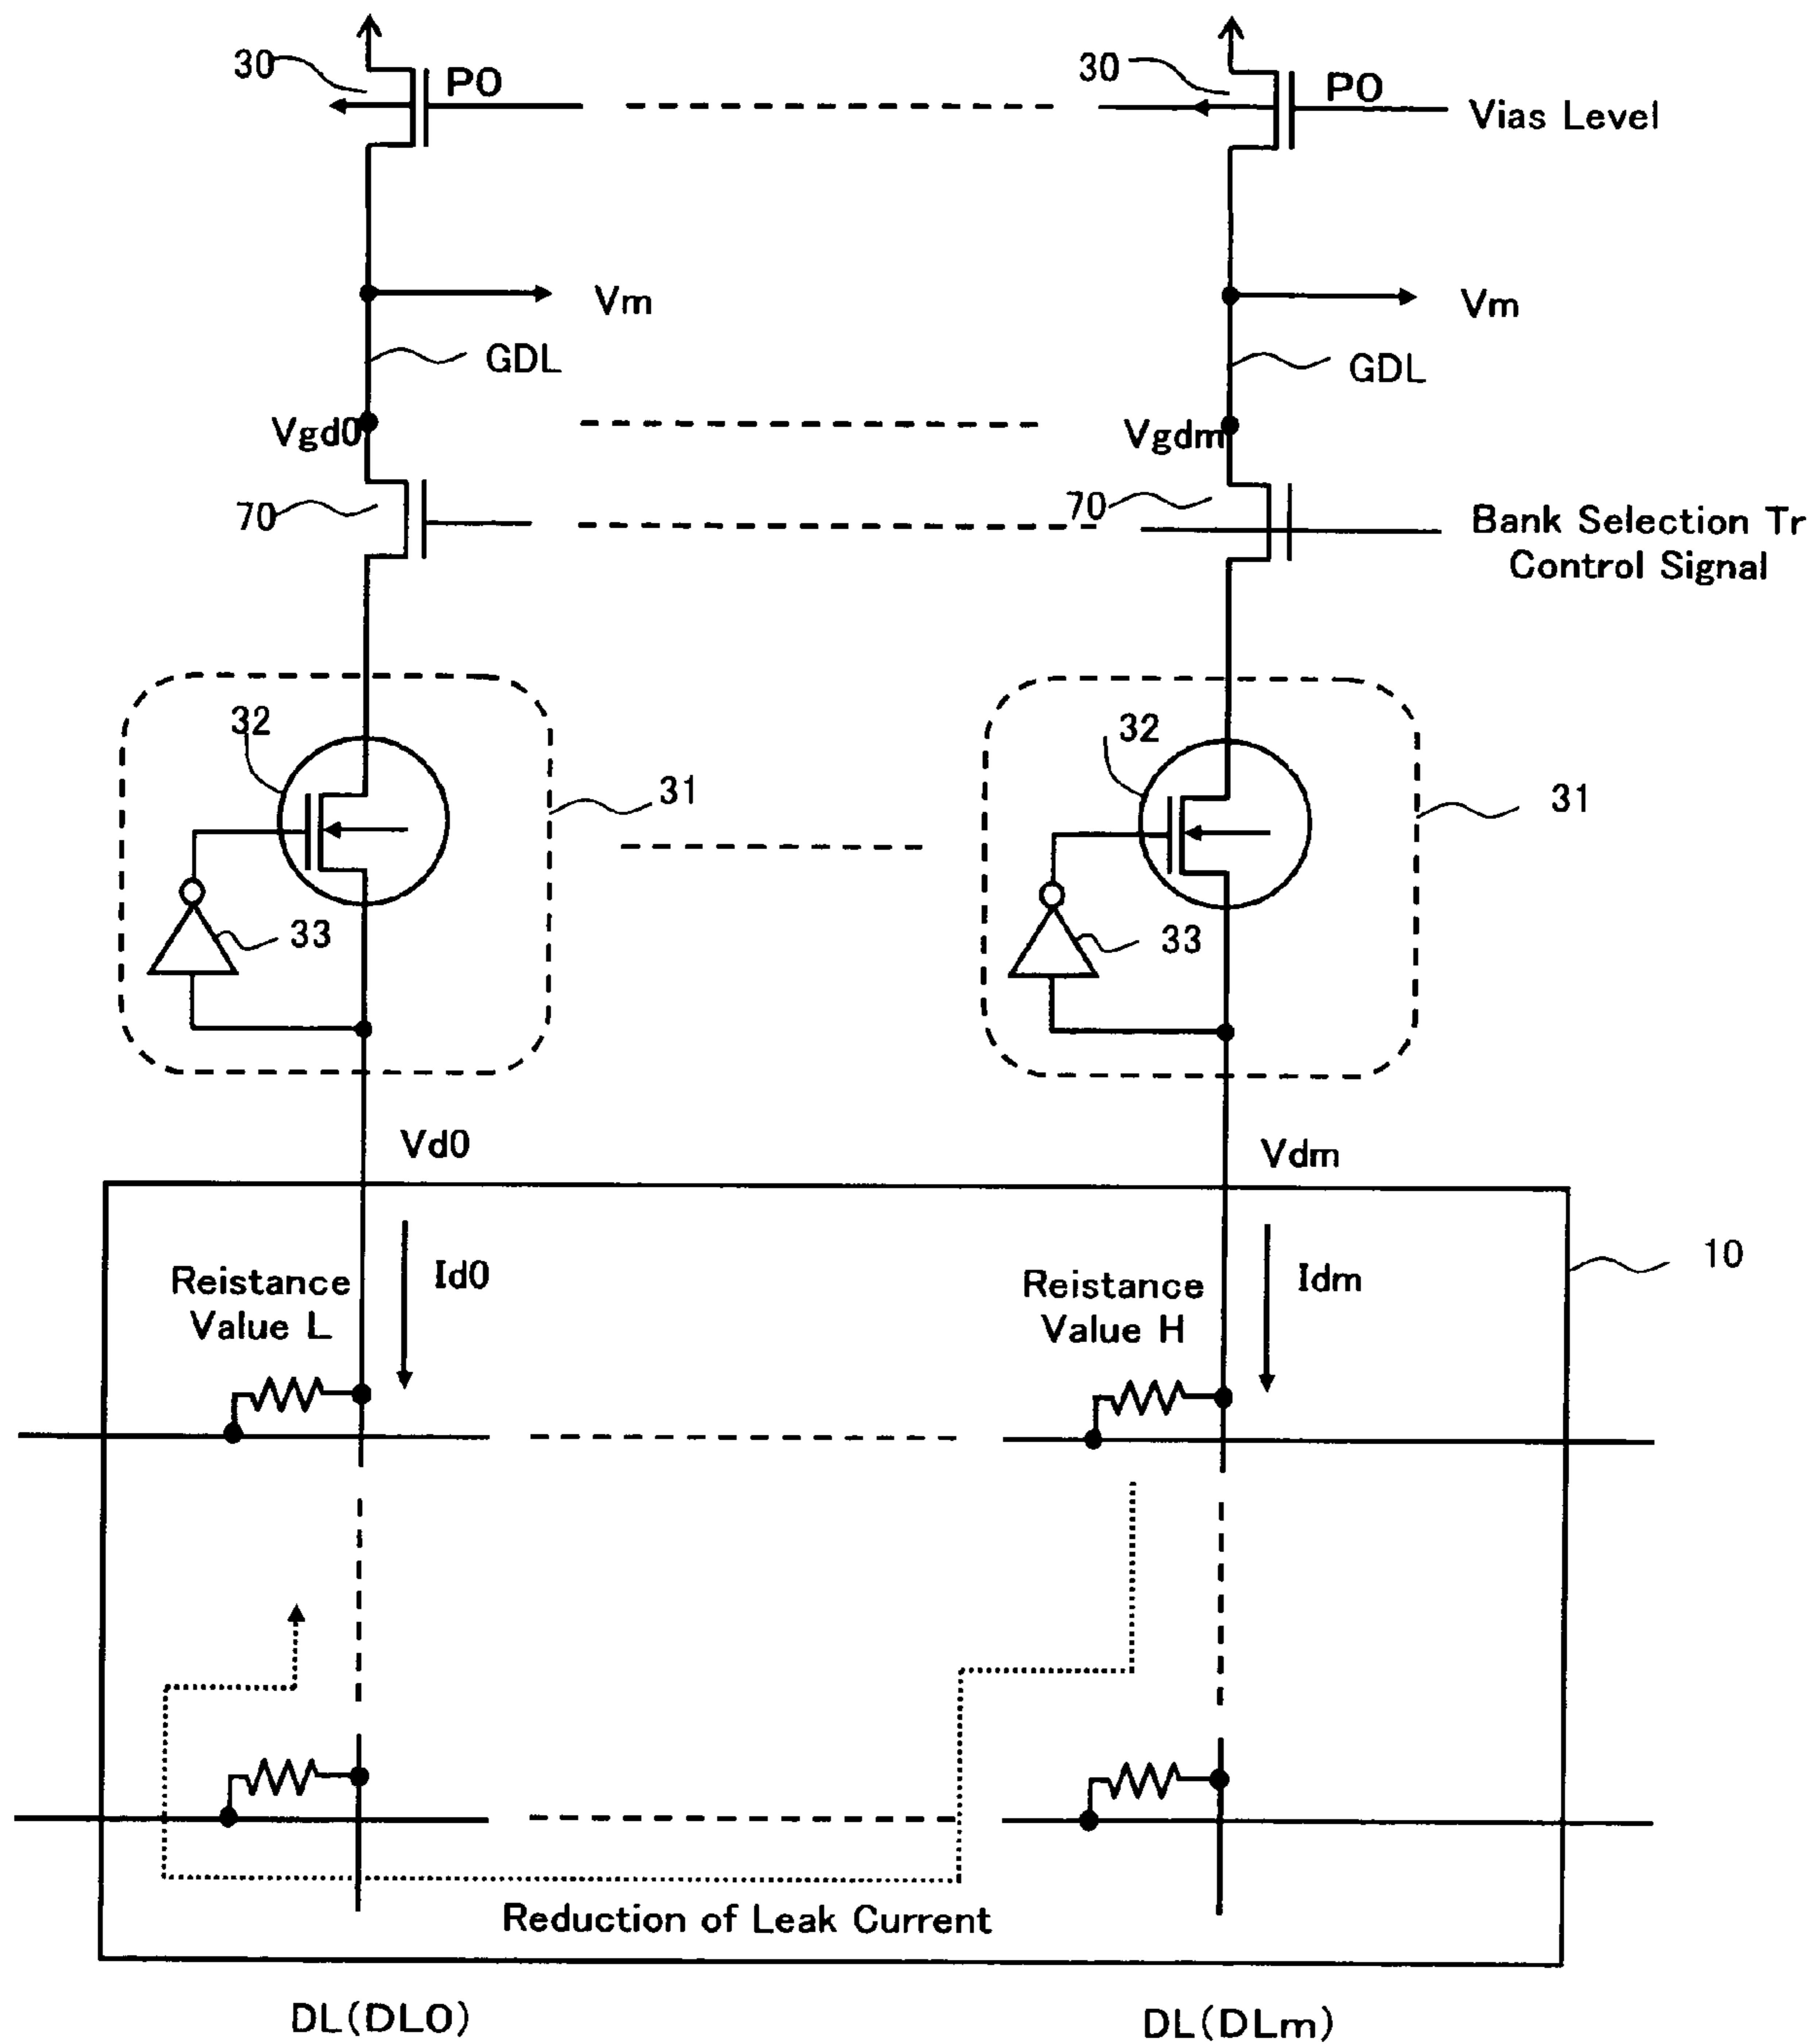 30
PO
30
PO
Vias Level
Vm
Vm
GDL
GDL
Vgd0
Vgdm
70
70
Bank Selection Tr
Control Signal
32
31
32
31
33
33
Vd0
Vdm
10
Reistance
Value L
Id0
Reistance
Value H
Idm
Reduction of Leak Current
DL(DL0)
DL(DLm)